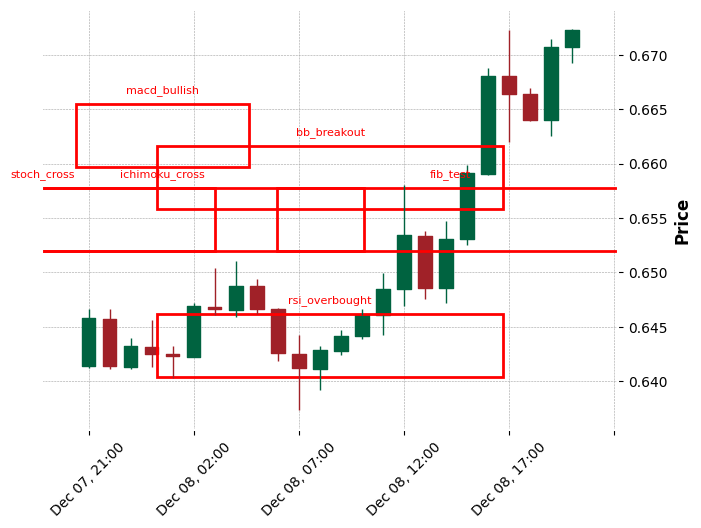 macd_bullish
bb_breakout
stoch_cross
ichimoku_cross
fib_test
rsi_overbought
0.670
0.665
0.660
0.655
0.650
0.645
0.640
Price
Dec 07, 21:00
Dec 08, 02:00
Dec 08, 07:00
Dec 08, 12:00
Dec 08, 17:00